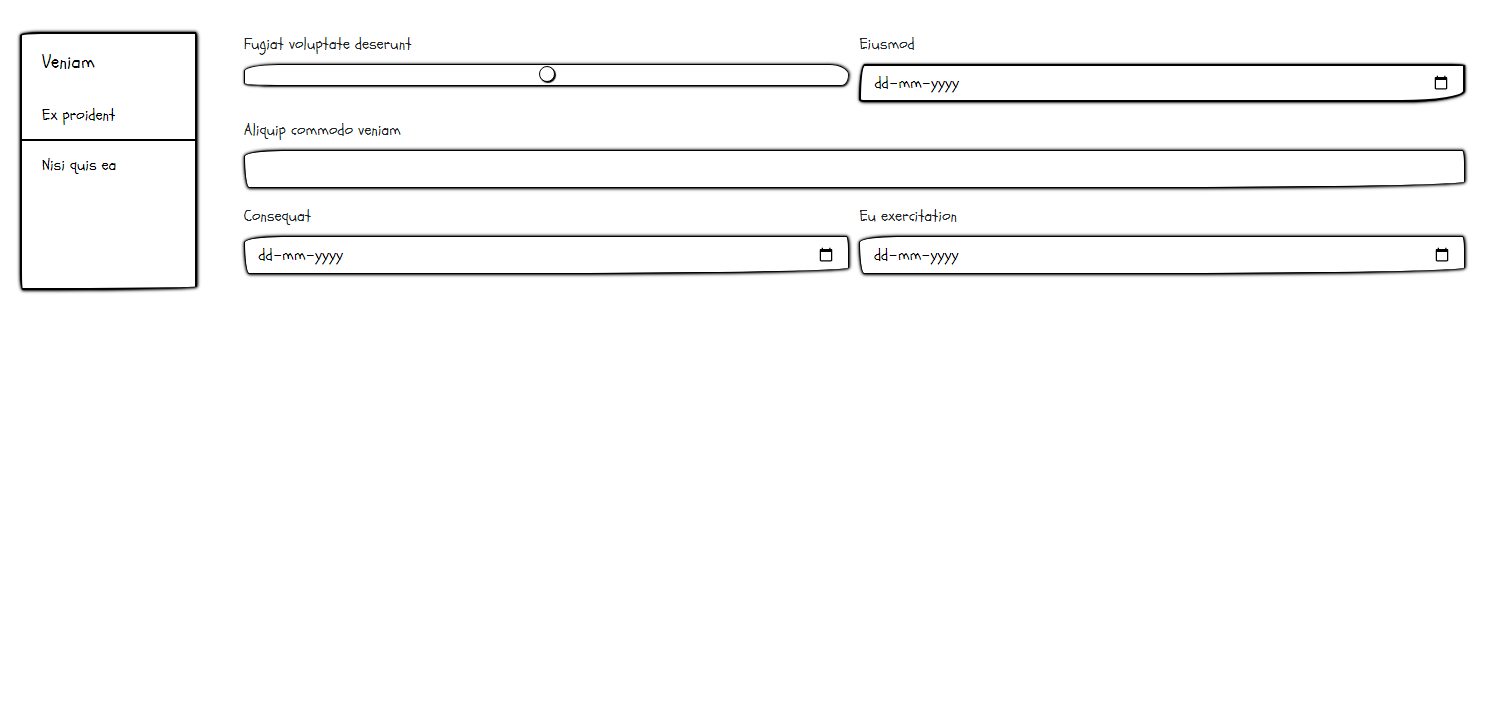 Veniam
Ex proident
Nisi quis ea
Fugiat voluptate deserunt
Eiusmod
dd-mm-yyyy
Aliquip commodo veniam
Consequat
dd-mm-yyyy
Eu exercitation
dd-mm-yyyy